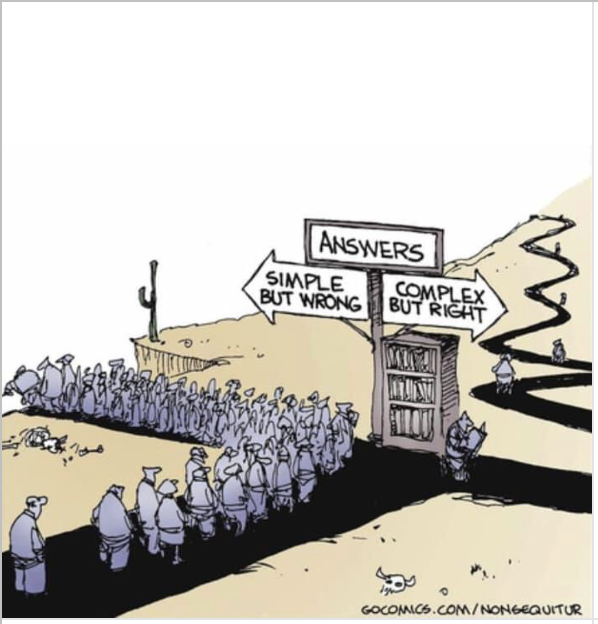 ANSWERS
SIMPLE
BUT WRONG
COMPLEX
BUT RIGHT
GOCOMICS.COM/NONSEQUITUR